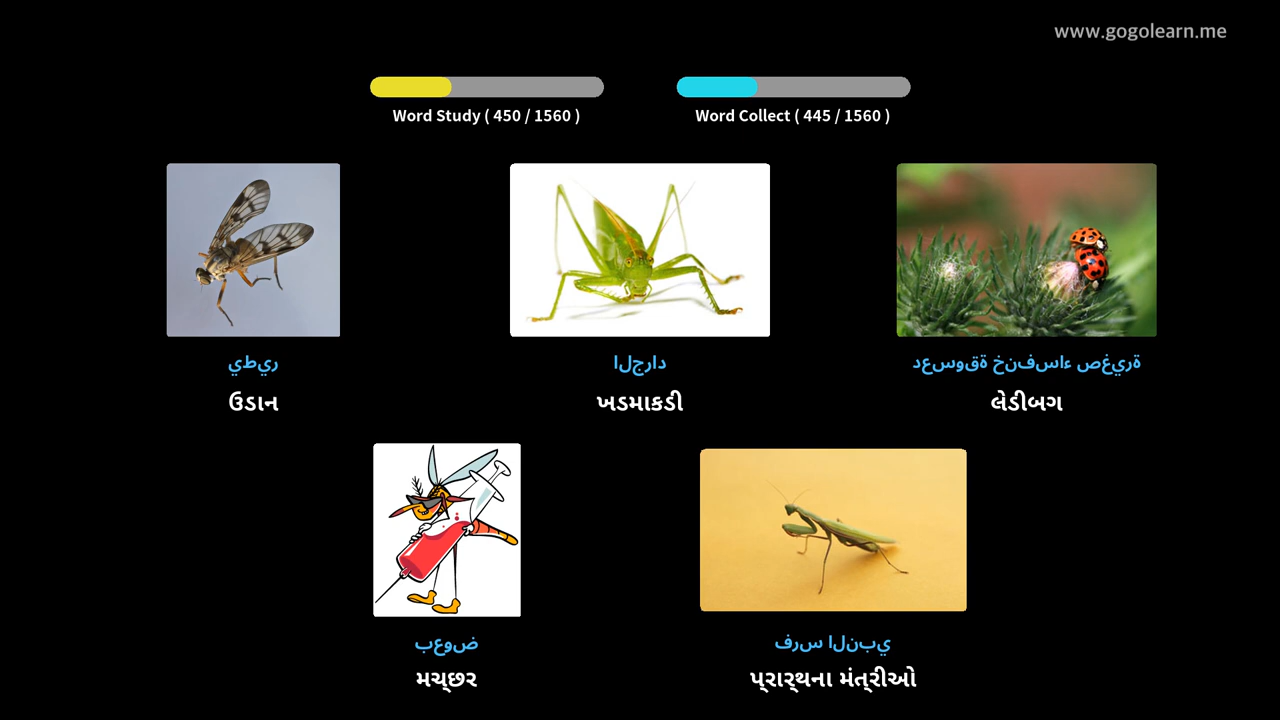 www.gogolearn.me
Word Study ( 450 / 1560 )
Word Collect ( 445 / 1560 )
يطير
الجراد
دعسوقة خنفساء صغيرة
ઉડાન
ખડમાકડી
લેડીબગ
بعوض
فرس النبي
મચ્છર
પ્રાર્થના મંત્રીઓ